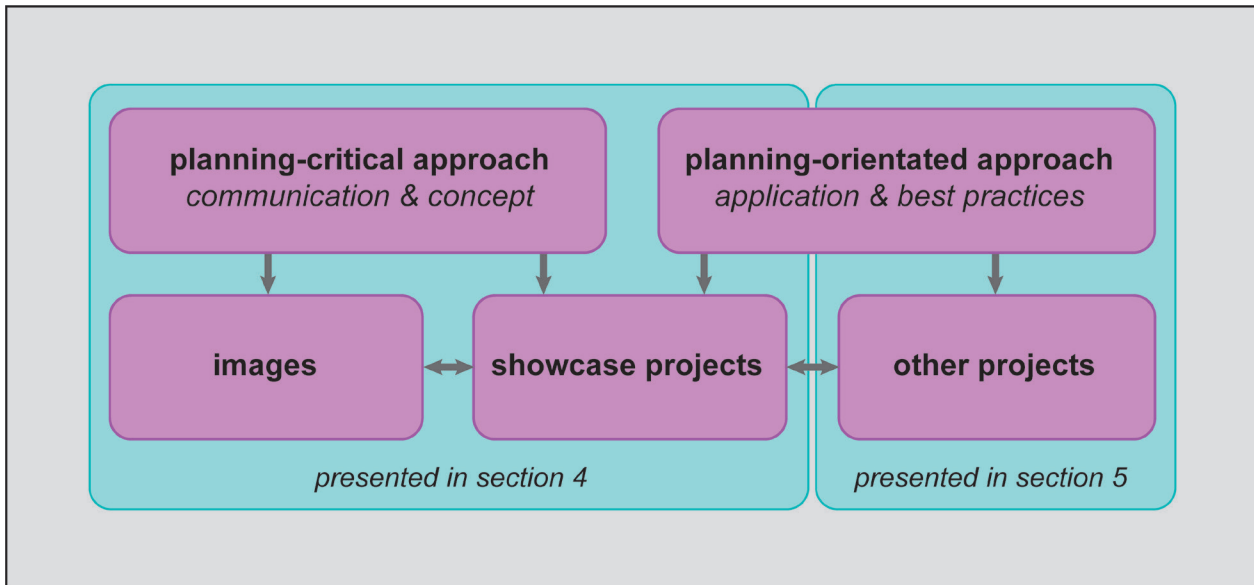 planning-critical approach
communication & concept
planning-orientated approach
application & best practices
images
showcase projects
other projects
presented in section 4
presented in section 5